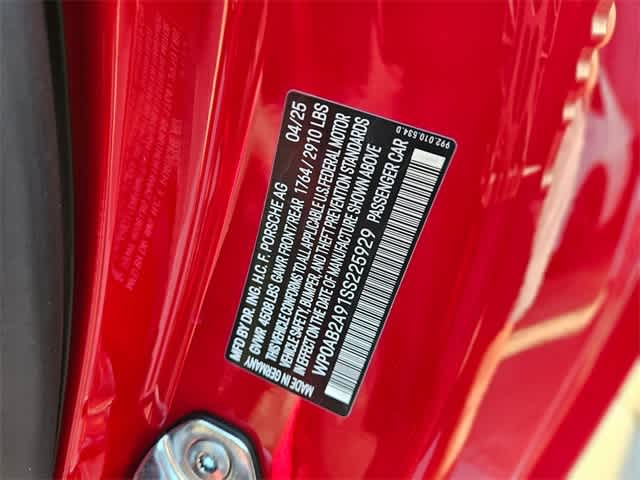 992.010.534.0
MFD BY DR. ING. H.C. F. PORSCHE AG 04/25
GVWR 4508 LBS GAWR FRONT/REAR 1764/2910 LBS
THIS VEHICLE CONFORMS TO ALL APPLICABLE U.S. FEDERAL MOTOR
VEHICLE SAFETY, BUMPER, AND THEFT PREVENTION STANDARDS
IN EFFECT ON THE DATE OF MANUFACTURE SHOWN ABOVE
WP0AB2A91SS225929 PASSENGER CAR
MADE IN GERMANY